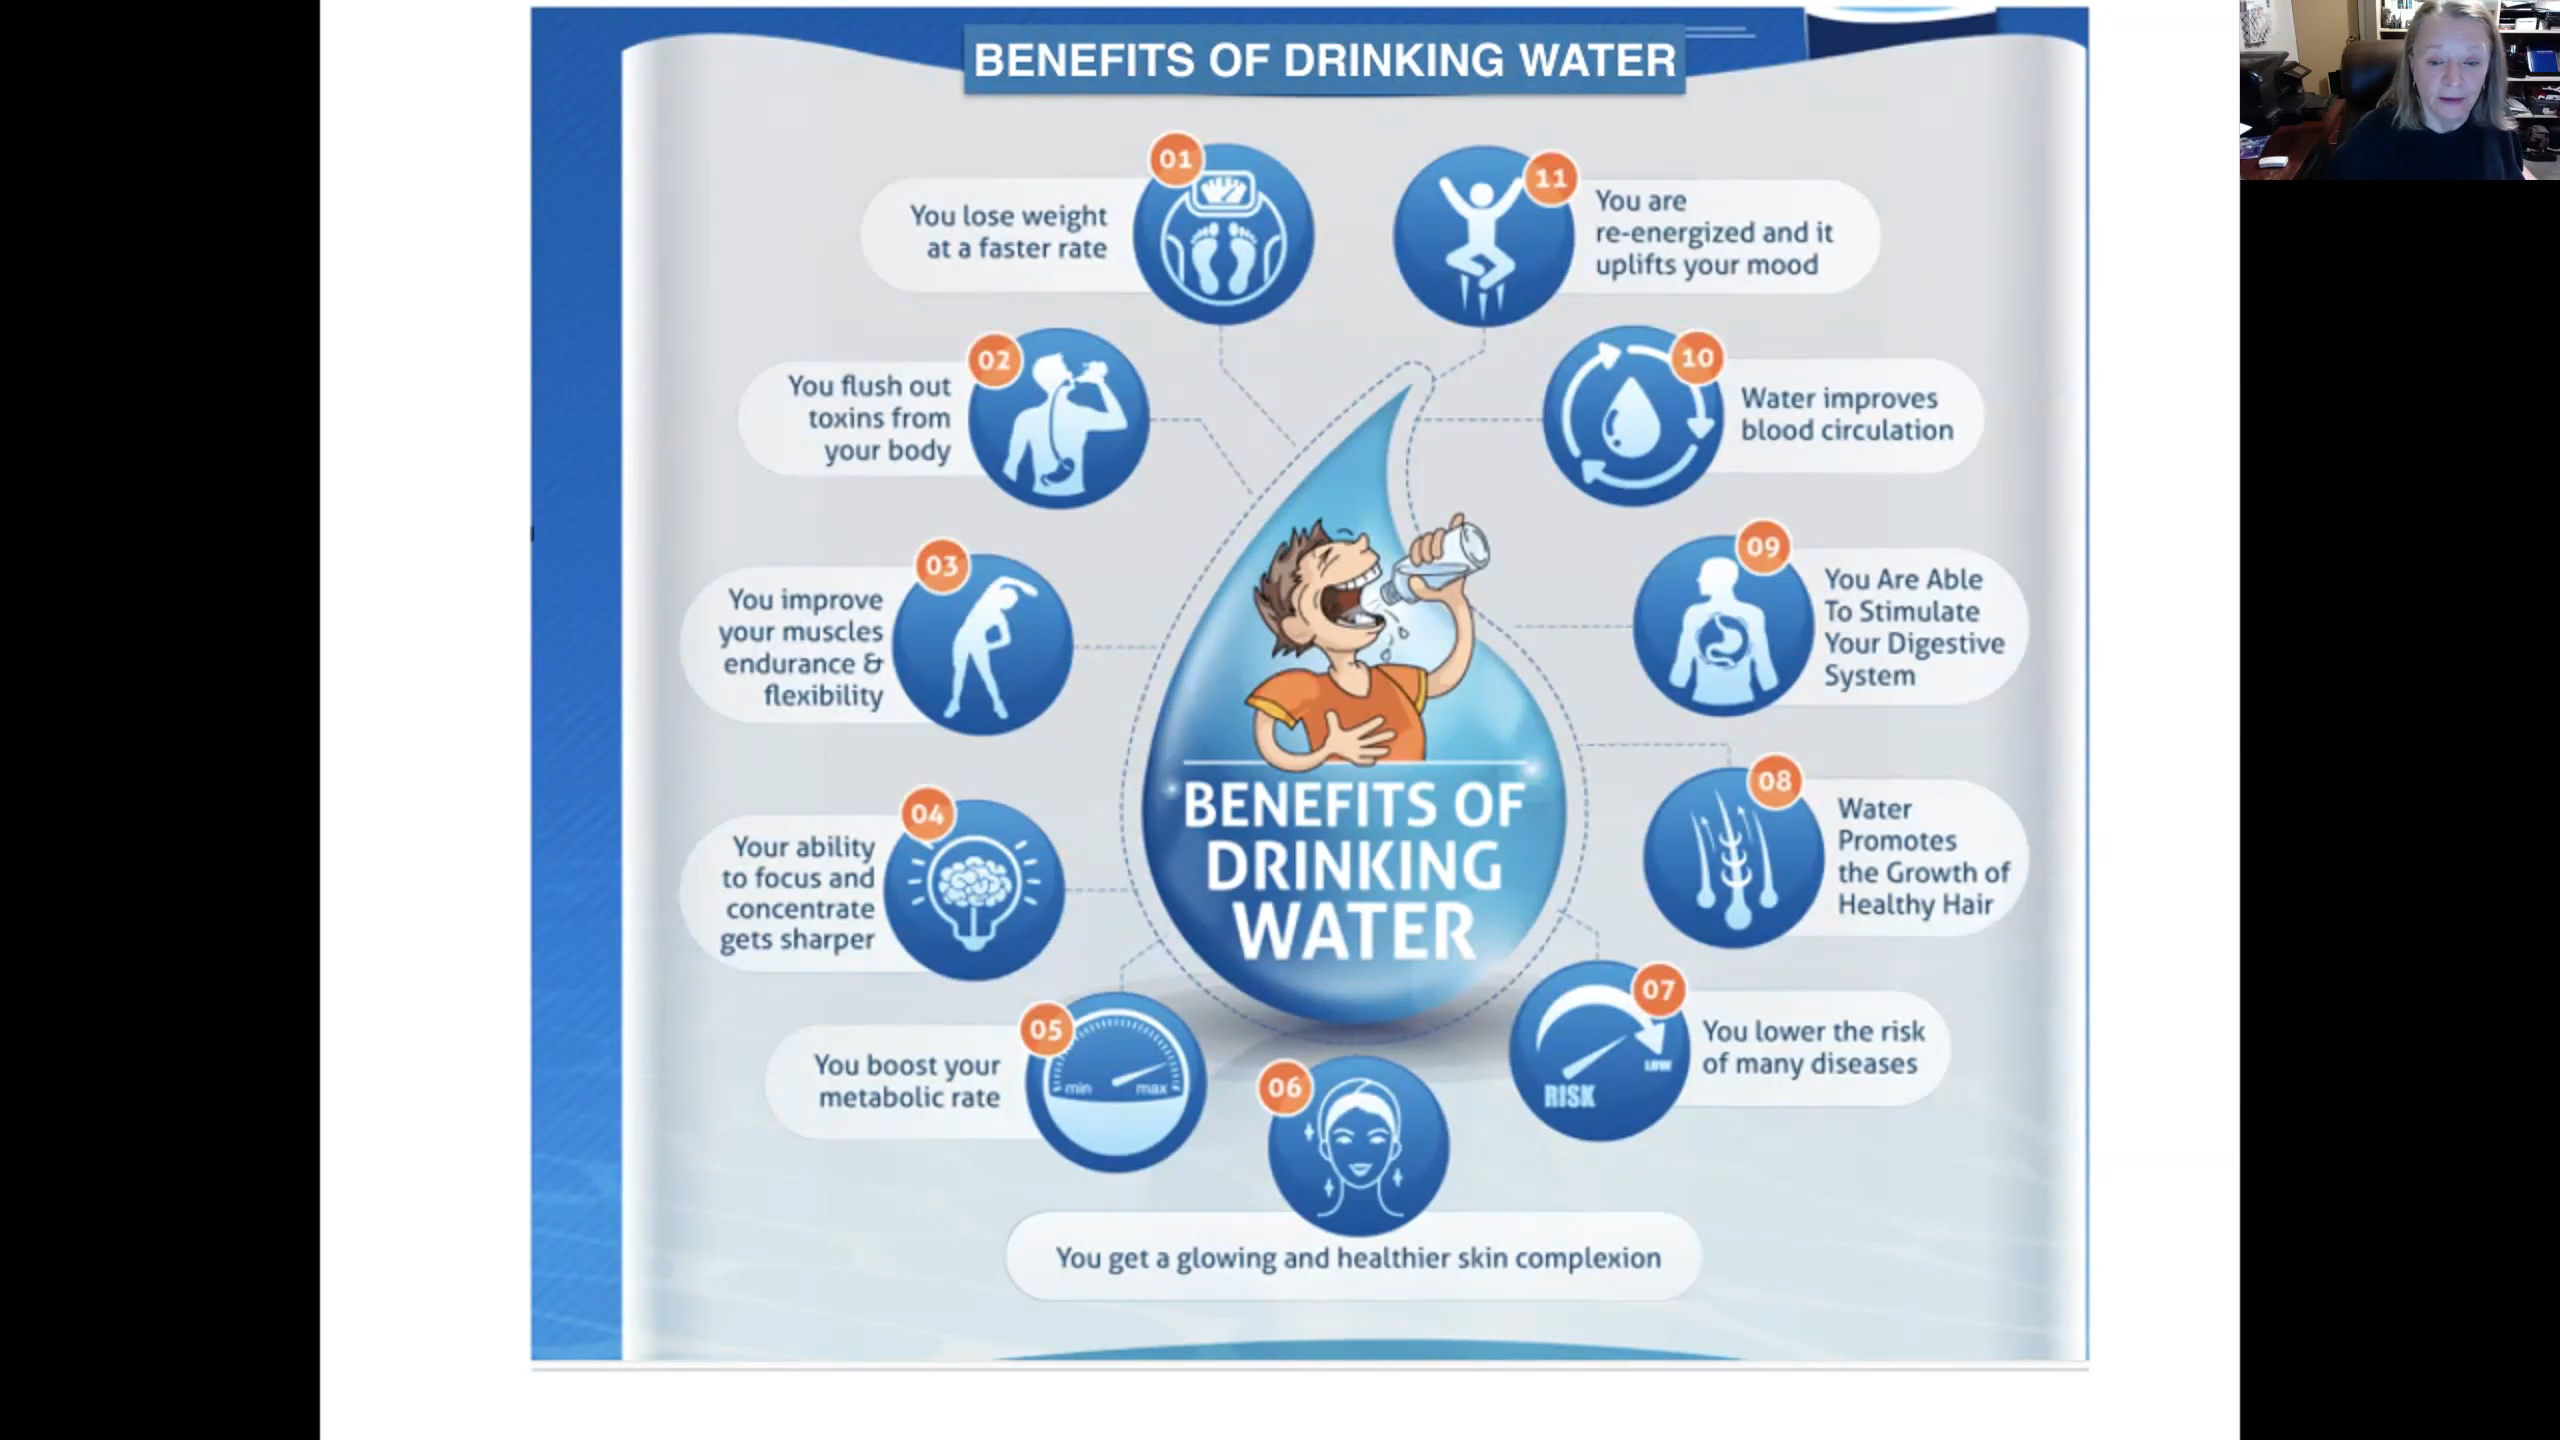 BENEFITS OF DRINKING WATER
01
You lose weight
at a faster rate
02
You flush out
toxins from
your body
03
You improve
your muscles
endurance &
flexibility
04
Your ability
to focus and
concentrate
gets sharper
05
min
max
You boost your
metabolic rate
06
You get a glowing and healthier skin complexion
07
RISK
LOW
You lower the risk
of many diseases
08
Water
Promotes
the Growth of
Healthy Hair
09
You Are Able
To Stimulate
Your Digestive
System
10
Water improves
blood circulation
11
You are
re-energized and it
uplifts your mood
BENEFITS OF
DRINKING
WATER